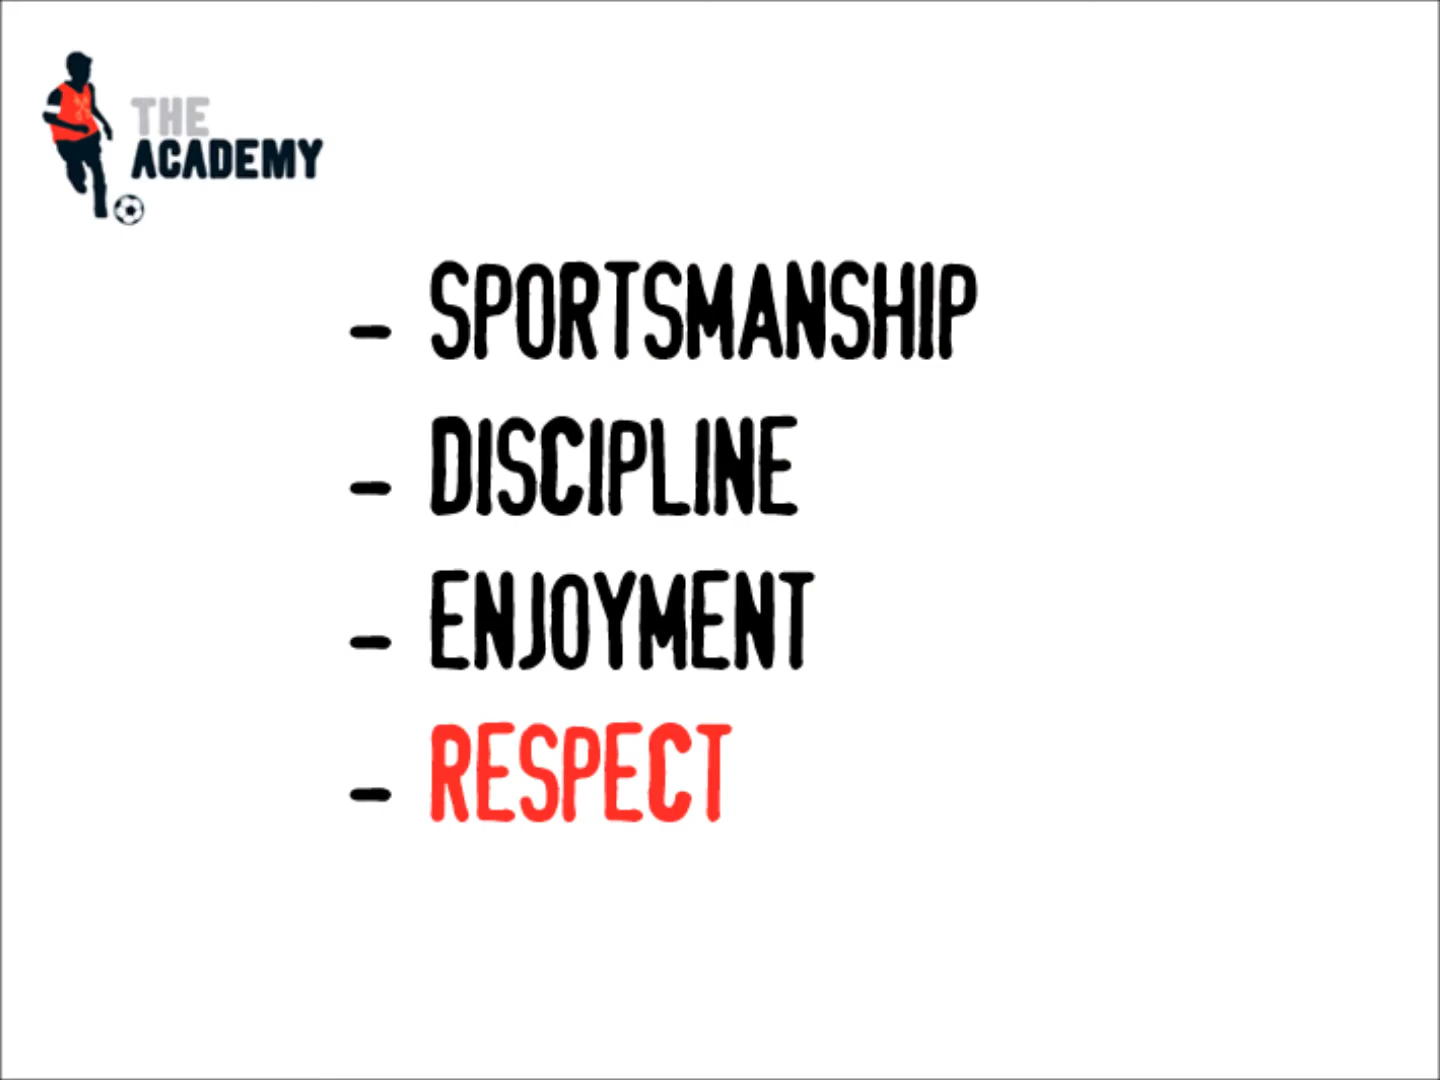 THE
ACADEMY
- SPORTSMANSHIP
- DISCIPLINE
- ENJOYMENT
- RESPECT